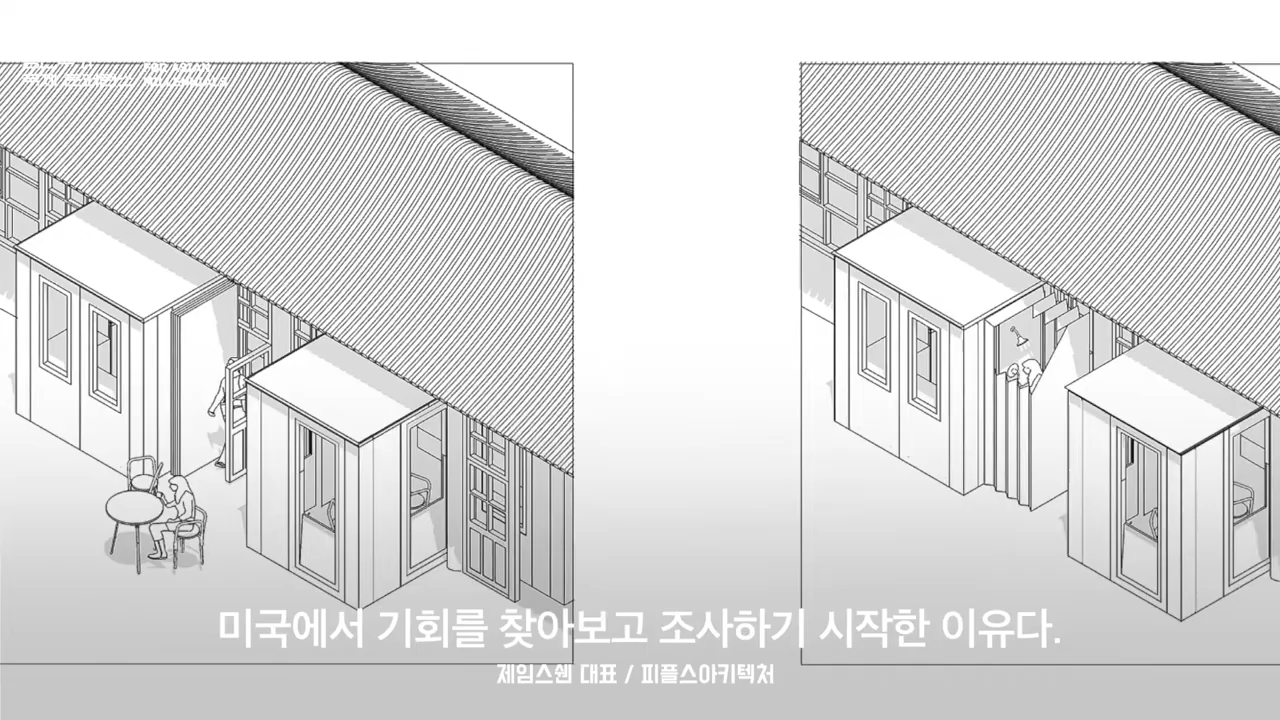 미국에서 기회를 찾아보고 조사하기 시작한 이유다.
제임스쉔 대표 / 피플스아키텍처